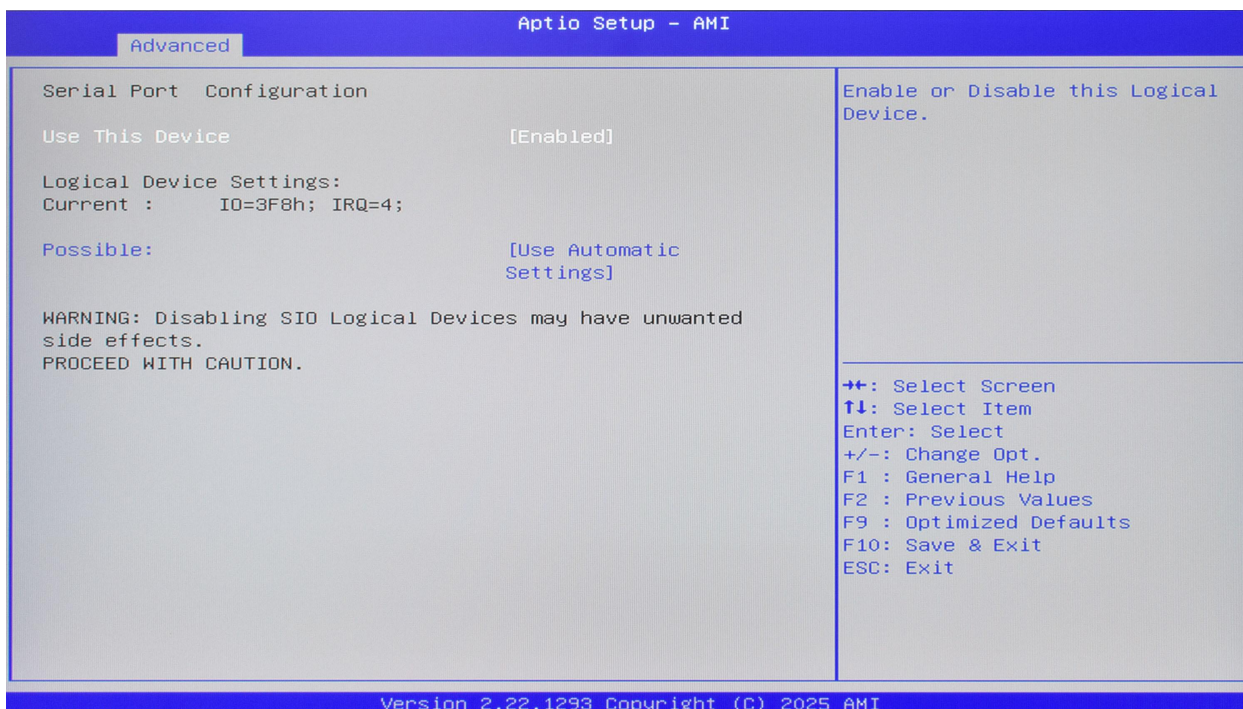 Aptio Setup – AMI
Advanced
Serial Port  Configuration
Use This Device [Enabled]
Logical Device Settings:
Current : IO=3F8h; IRQ=4;
Possible: [Use Automatic
Settings]
WARNING: Disabling SIO Logical Devices may have unwanted
side effects.
PROCEED WITH CAUTION.
Enable or Disable this Logical
Device.
→←: Select Screen
↑↓: Select Item
Enter: Select
+/-: Change Opt.
F1 : General Help
F2 : Previous Values
F9 : Optimized Defaults
F10: Save & Exit
ESC: Exit
Version 2.22.1293 Copyright (C) 2025 AMI